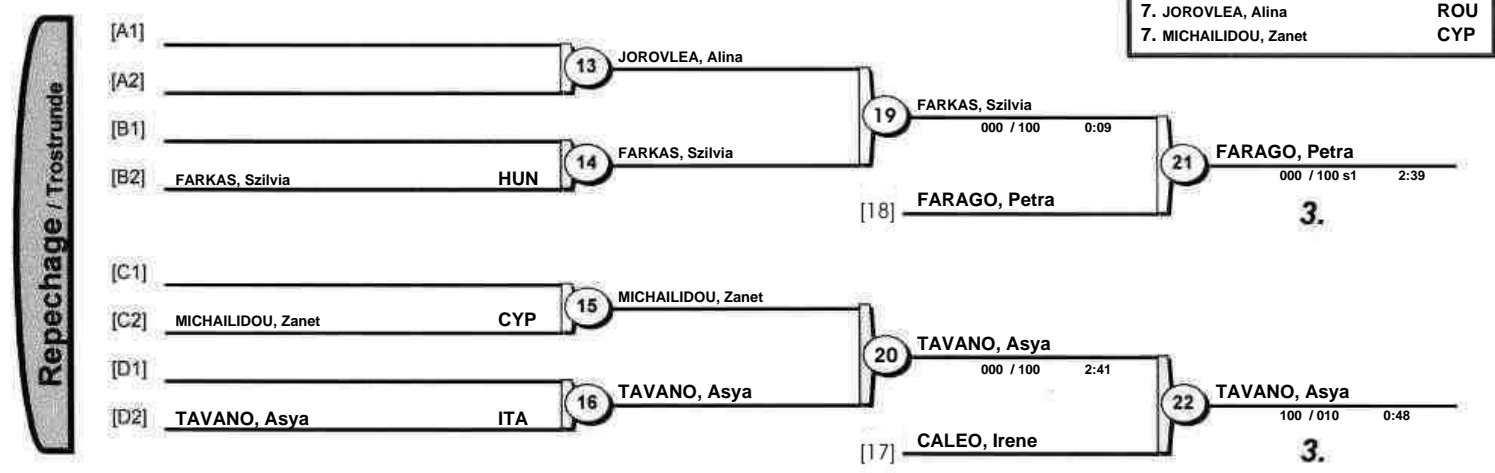 7. JOROVLEA, Alina ROU
7. MICHAILIDOU, Zanet CYP
Repechage / Trostrunde
[A1]
13 JOROVLEA, Alina
[A2]
19 FARKAS, Szilvia
000 / 100 0:09
[B1]
14 FARKAS, Szilvia
21 FARAGO, Petra
000 / 100 s1 2:39
[B2] FARKAS, Szilvia HUN
[18] FARAGO, Petra
3.
[C1]
15 MICHAILIDOU, Zanet
[C2] MICHAILIDOU, Zanet CYP
20 TAVANO, Asya
000 / 100 2:41
[D1]
16 TAVANO, Asya
22 TAVANO, Asya
100 / 010 0:48
[D2] TAVANO, Asya ITA
[17] CALEO, Irene
3.